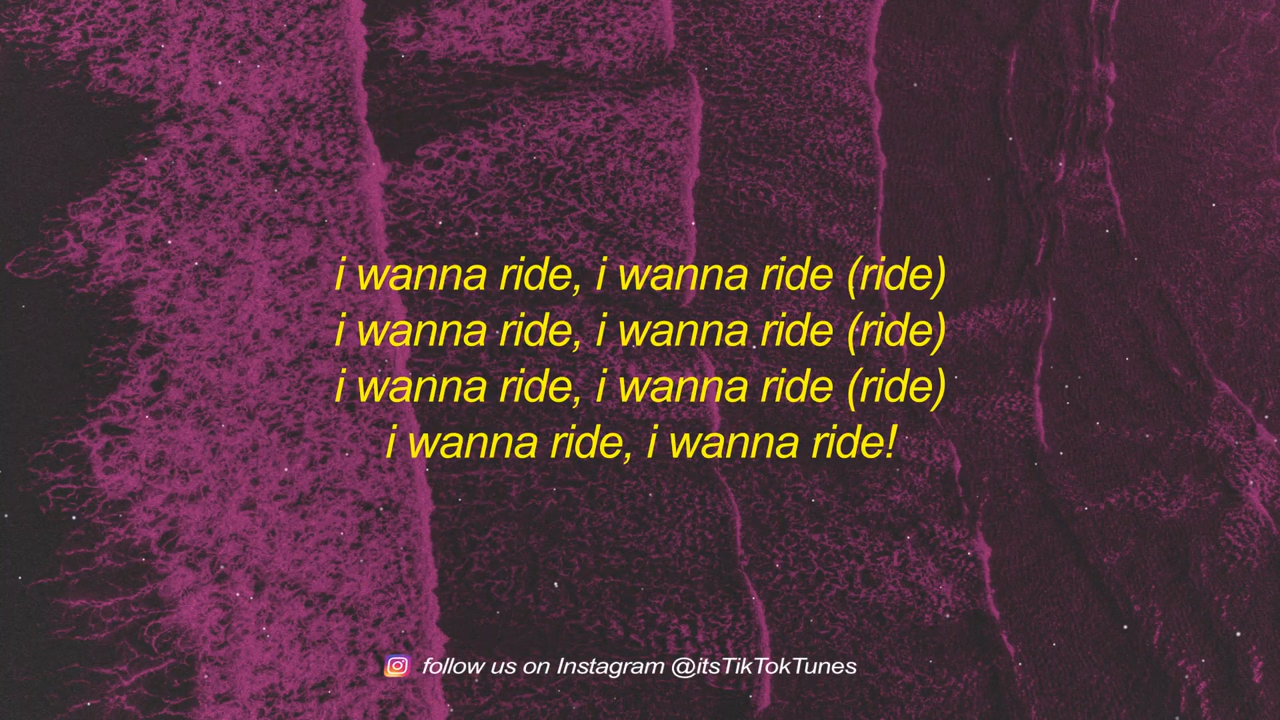 i wanna ride, i wanna ride (ride)
i wanna ride, i wanna ride (ride)
i wanna ride, i wanna ride (ride)
i wanna ride, i wanna ride!
follow us on Instagram @itsTikTokTunes